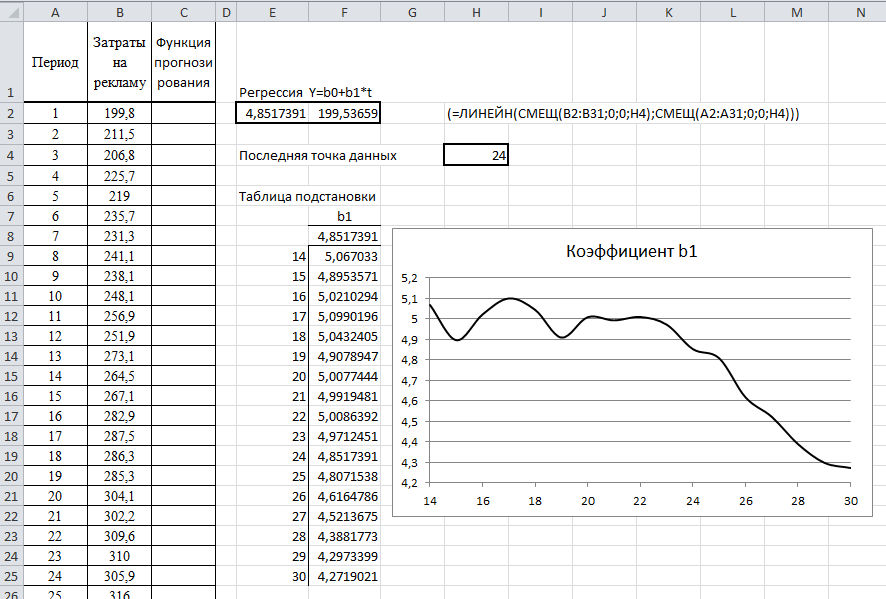 A B C D E F G H I J K L M N
1 Период Затраты на рекламу Функция прогнозирования Регрессия Y=b0+b1*t
2 1 199,8 4,8517391 199,53659 (=ЛИНЕЙН(СМЕЩ(B2:B31;0;0;H4);СМЕЩ(A2:A31;0;0;H4)))
3 2 211,5
4 3 206,8 Последняя точка данных 24
5 4 225,7
6 5 219 Таблица подстановки
7 6 235,7 b1
8 7 231,3 4,8517391
9 8 241,1 14 5,067033
10 9 238,1 15 4,8953571
11 10 248,1 16 5,0210294
12 11 256,9 17 5,0990196
13 12 251,9 18 5,0432405
14 13 273,1 19 4,9078947
15 14 264,5 20 5,0077444
16 15 267,1 21 4,9919481
17 16 282,9 22 5,0086392
18 17 287,5 23 4,9712451
19 18 286,3 24 4,8517391
20 19 285,3 25 4,8071538
21 20 304,1 26 4,6164786
22 21 302,2 27 4,5213675
23 22 309,6 28 4,3881773
24 23 310 29 4,2973399
25 24 305,9 30 4,2719021
26 25 316
Коэффициент b1
5,2
5,1
5
4,9
4,8
4,7
4,6
4,5
4,4
4,3
4,2
14 16 18 20 22 24 26 28 30